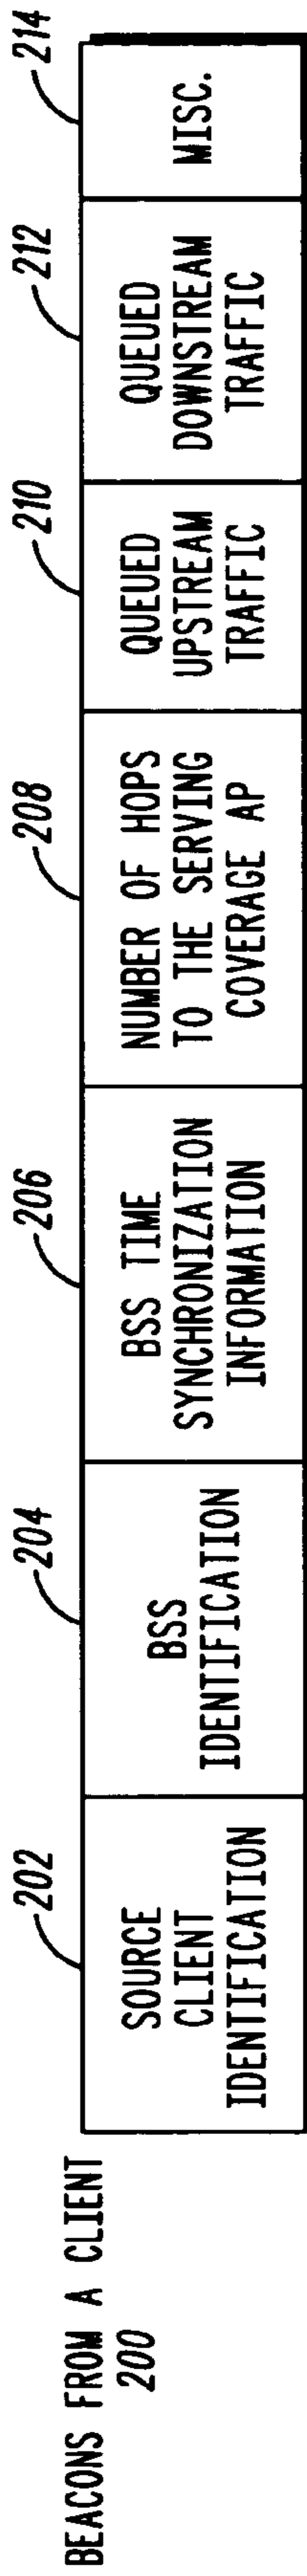 BEACONS FROM A CLIENT
200
202
SOURCE
CLIENT
IDENTIFICATION
204
BSS
IDENTIFICATION
206
BSS TIME
SYNCHRONIZATION
INFORMATION
208
NUMBER OF HOPS
TO THE SERVING
COVERAGE AP
210
QUEUED
UPSTREAM
TRAFFIC
212
QUEUED
DOWNSTREAM
TRAFFIC
214
MISC.